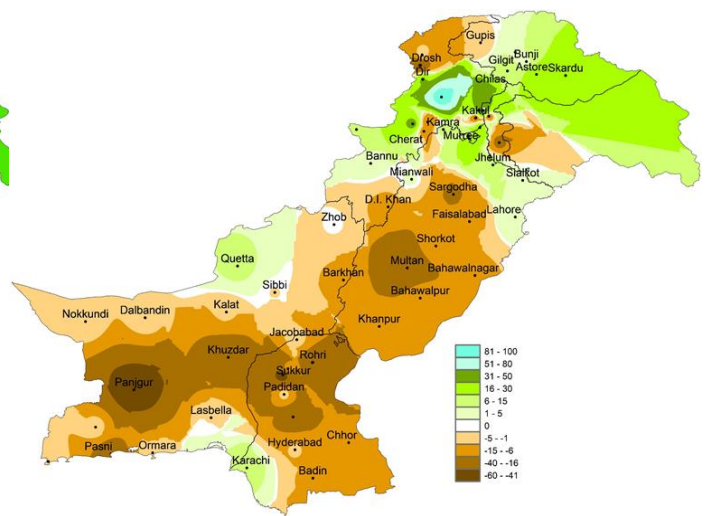 Gupis
Drosh
Dir
Gilgit
Bunji
Astore
Skardu
Chilas
Kakul
Kamra
Cherat
Murree
Bannu
Jhelum
Mianwali
Sialkot
Sargodha
D.I. Khan
Faisalabad
Lahore
Zhob
Shorkot
Quetta
Multan
Sibbi
Barkhan
Bahawalnagar
Bahawalpur
Nokkundi
Dalbandin
Kalat
Khanpur
Jacobabad
Khuzdar
Rohri
Sukkur
Panjgur
Padidan
Lasbella
Pasni
Ormara
Hyderabad
Chhor
Karachi
Badin
81 - 100
51 - 80
31 - 50
16 - 30
6 - 15
1 - 5
0
-5 - -1
-15 - -6
-40 - -16
-60 - -41